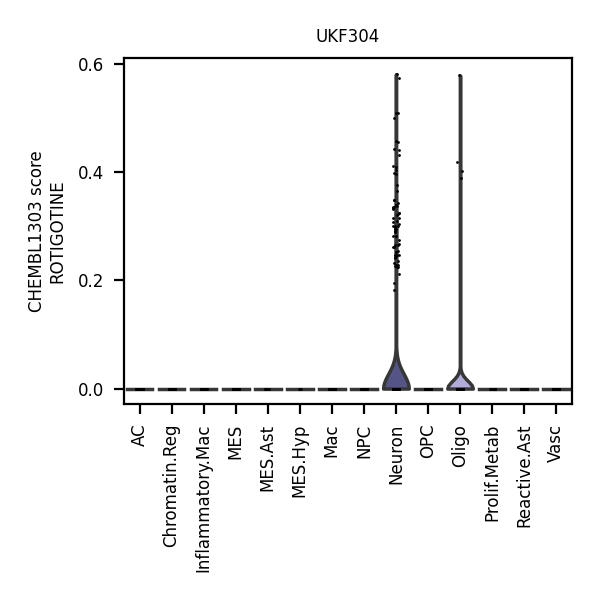 UKF304
CHEMBL1303 score
ROTIGOTINE
0.6
0.4
0.2
0.0
AC
Chromatin.Reg
Inflammatory.Mac
MES
MES.Ast
MES.Hyp
Mac
NPC
Neuron
OPC
Oligo
Prolif.Metab
Reactive.Ast
Vasc